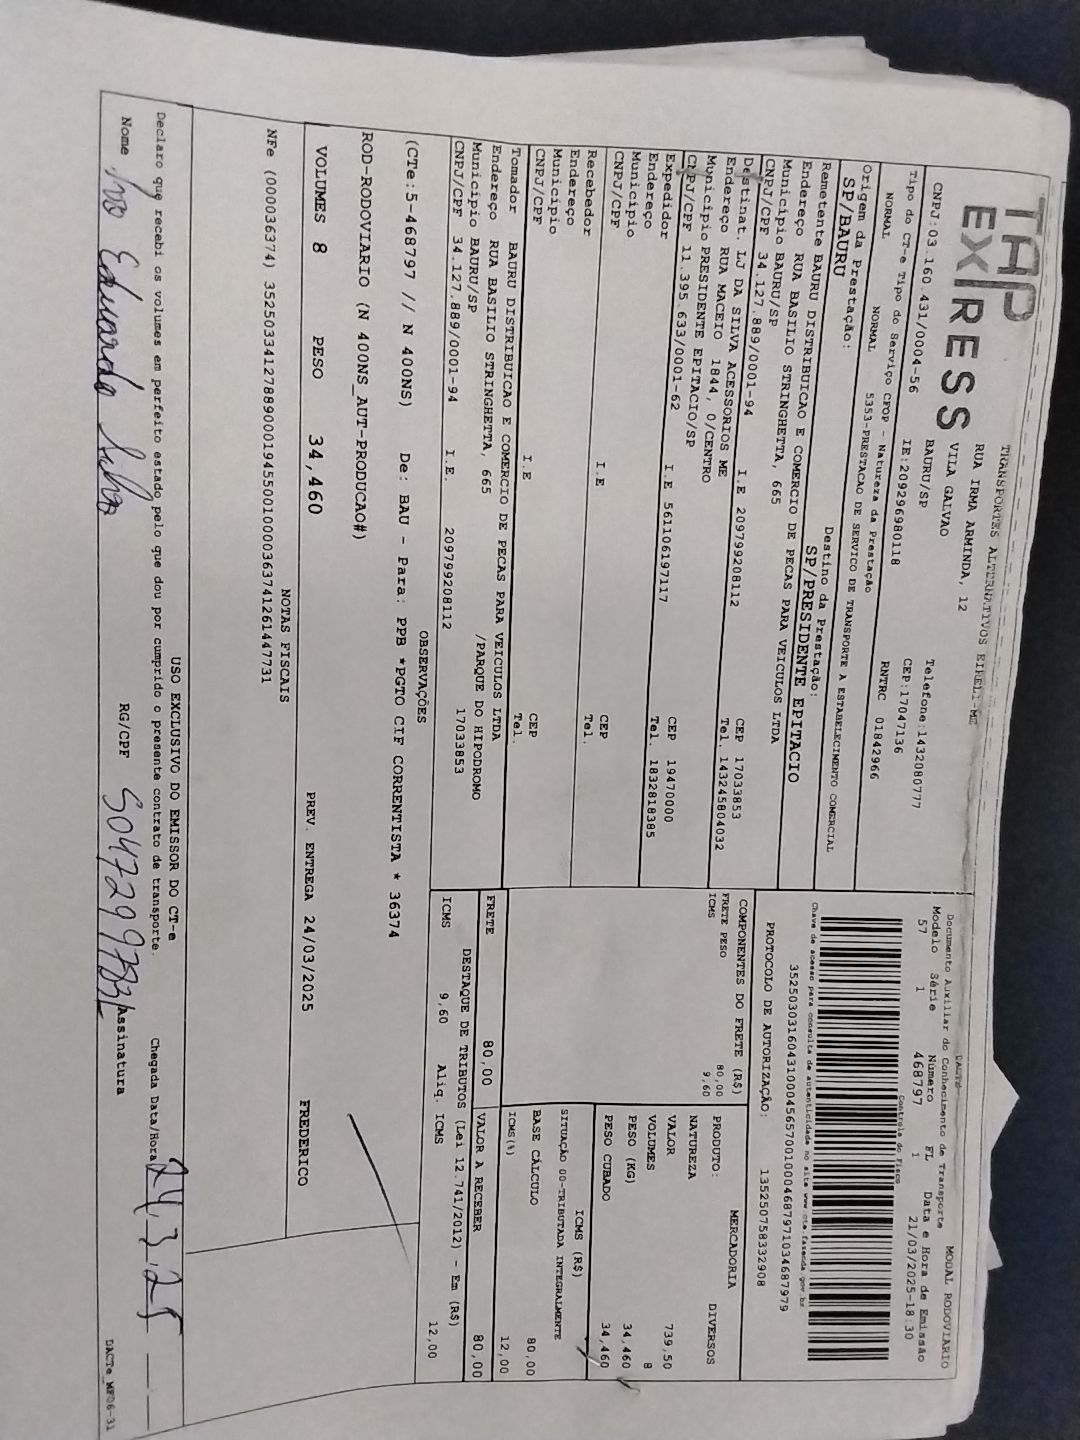 TAP
EXPRESS
TRANSPORTES ALTERNATIVOS EIRELI-ME
RUA IRMA ARMINDA, 12
VILA GALVAO
BAURU/SP
Telefone:1432080777
CEP:17047136
CNPJ:03.160.431/0004-56 IE:209296980118 RNTRC 01842966
Tipo do CT-e Tipo do Serviço CFOP - Natureza da Prestação
NORMAL NORMAL 5353-PRESTACAO DE SERVICO DE TRANSPORTE A ESTABELECIMENTO COMERCIAL
Origem da Prestação: Destino da Prestação:
SP/BAURU SP/PRESIDENTE EPITACIO
DACTE
Documento Auxiliar do Conhecimento de Transporte MODAL RODOVIARIO
Modelo Série Número FL Data e Hora de Emissão
57 1 468797 1 21/03/2025-18:30
Controle do Fisco
Chave de acesso para consulta de autenticidade no site www.cte.fazenda.gov.br
35250303160431000456570010004687971034687979
PROTOCOLO DE AUTORIZAÇÃO: 135250758332908
Remetente BAURU DISTRIBUICAO E COMERCIO DE PECAS PARA VEICULOS LTDA
Endereço RUA BASILIO STRINGHETTA, 665
Município BAURU/SP CEP 17033853
CNPJ/CPF 34.127.889/0001-94 I.E 209799208112 Tel. 143245804032
Destinat. LJ DA SILVA ACESSORIOS ME
Endereço RUA MACEIO 1844, 0/CENTRO
Município PRESIDENTE EPITACIO/SP CEP 19470000
CNPJ/CPF 11.395.633/0001-62 I.E 561106197117 Tel. 1832818385
Expedidor
Endereço
Município CEP
CNPJ/CPF I.E Tel.
Recebedor
Endereço
Município CEP
CNPJ/CPF I.E Tel.
Tomador BAURU DISTRIBUICAO E COMERCIO DE PECAS PARA VEICULOS LTDA
Endereço RUA BASILIO STRINGHETTA, 665 /PARQUE DO HIPODROMO
Município BAURU/SP 17033853
CNPJ/CPF 34.127.889/0001-94 I.E. 209799208112
COMPONENTES DO FRETE (R$)
FRETE PESO 80,00
ICMS 9,60
PRODUTO: MERCADORIA
NATUREZA DIVERSOS
VALOR 739,50
VOLUMES 8
PESO (KG) 34,460
PESO CUBADO 34,460
ICMS (R$)
SITUAÇÃO 00-TRIBUTADA INTEGRALMENTE
BASE CÁLCULO 80,00
ICMS(%) 12,00
FRETE 80,00 VALOR A RECEBER 80,00
DESTAQUE DE TRIBUTOS (Lei 12.741/2012) - Em (R$)
ICMS 9,60 Aliq. ICMS 12,00
OBSERVAÇÕES
(CTe:5-468797 // N 400NS) De: BAU - Para: PPB *PGTO CIF CORRENTISTA * 36374
ROD-RODOVIARIO (N 400NS_AUT-PRODUCAO#)
VOLUMES 8 PESO 34,460 PREV. ENTREGA 24/03/2025 FREDERICO
NOTAS FISCAIS
NFe (000036374) 35250334127889000194550010000363741261447731
USO EXCLUSIVO DO EMISSOR DO CT-e
Declaro que recebi os volumes em perfeito estado pelo que dou por cumprido o presente contrato de transporte. Chegada Data/Hora 24,3,25
Nome Eduardo RG/CPF 50472997831 Assinatura
DACTe_MF06-31